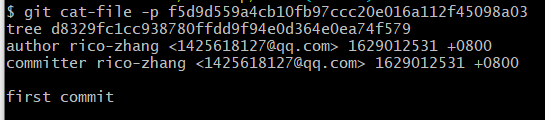 $ git cat-file -p f5d9d559a4cb10fb97ccc20e016a112f45098a03
tree d8329fc1cc938780ffdd9f94e0d364e0ea74f579
author rico-zhang <1425618127@qq.com> 1629012531 +0800
committer rico-zhang <1425618127@qq.com> 1629012531 +0800
first commit